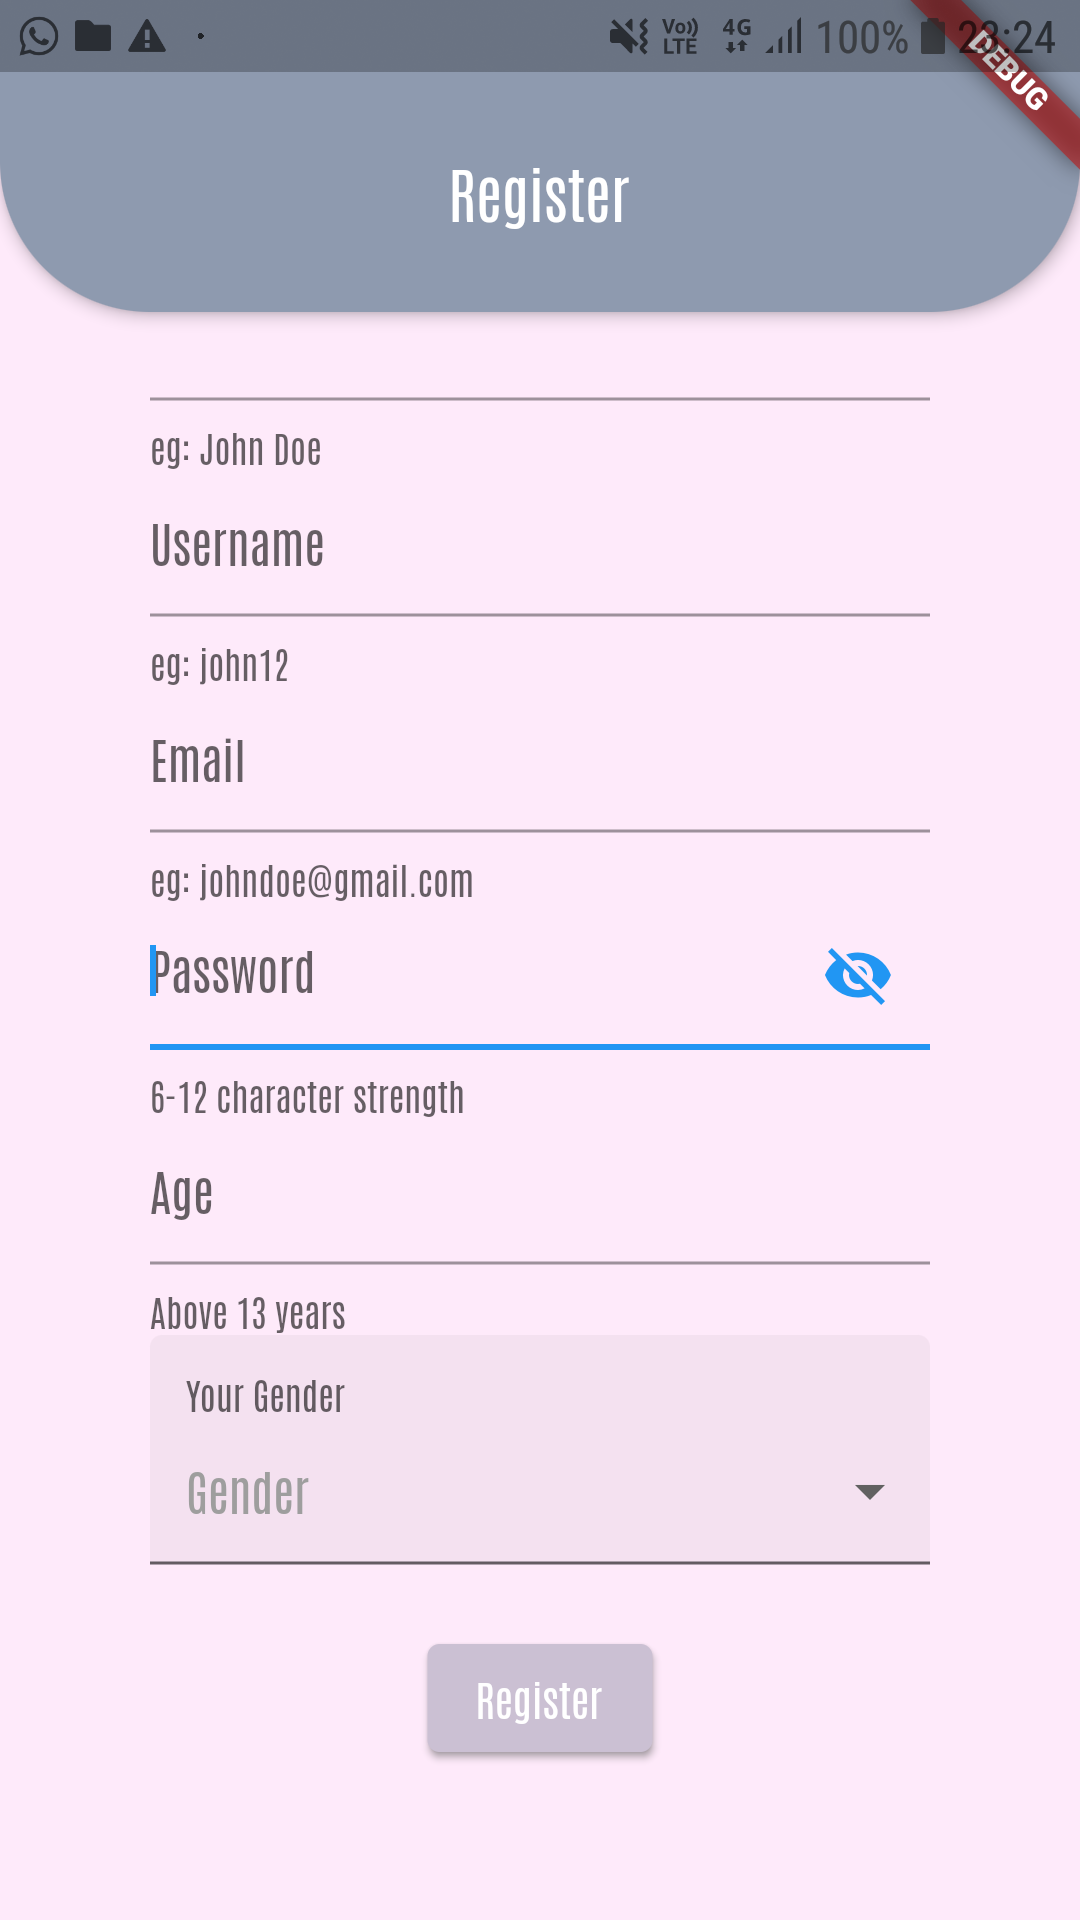 Vo)) LTE 4G 100% 23:24
DEBUG
Register
eg: John Doe
Username
eg: john12
Email
eg: johndoe@gmail.com
Password
6-12 character strength
Age
Above 13 years
Your Gender
Gender
Register